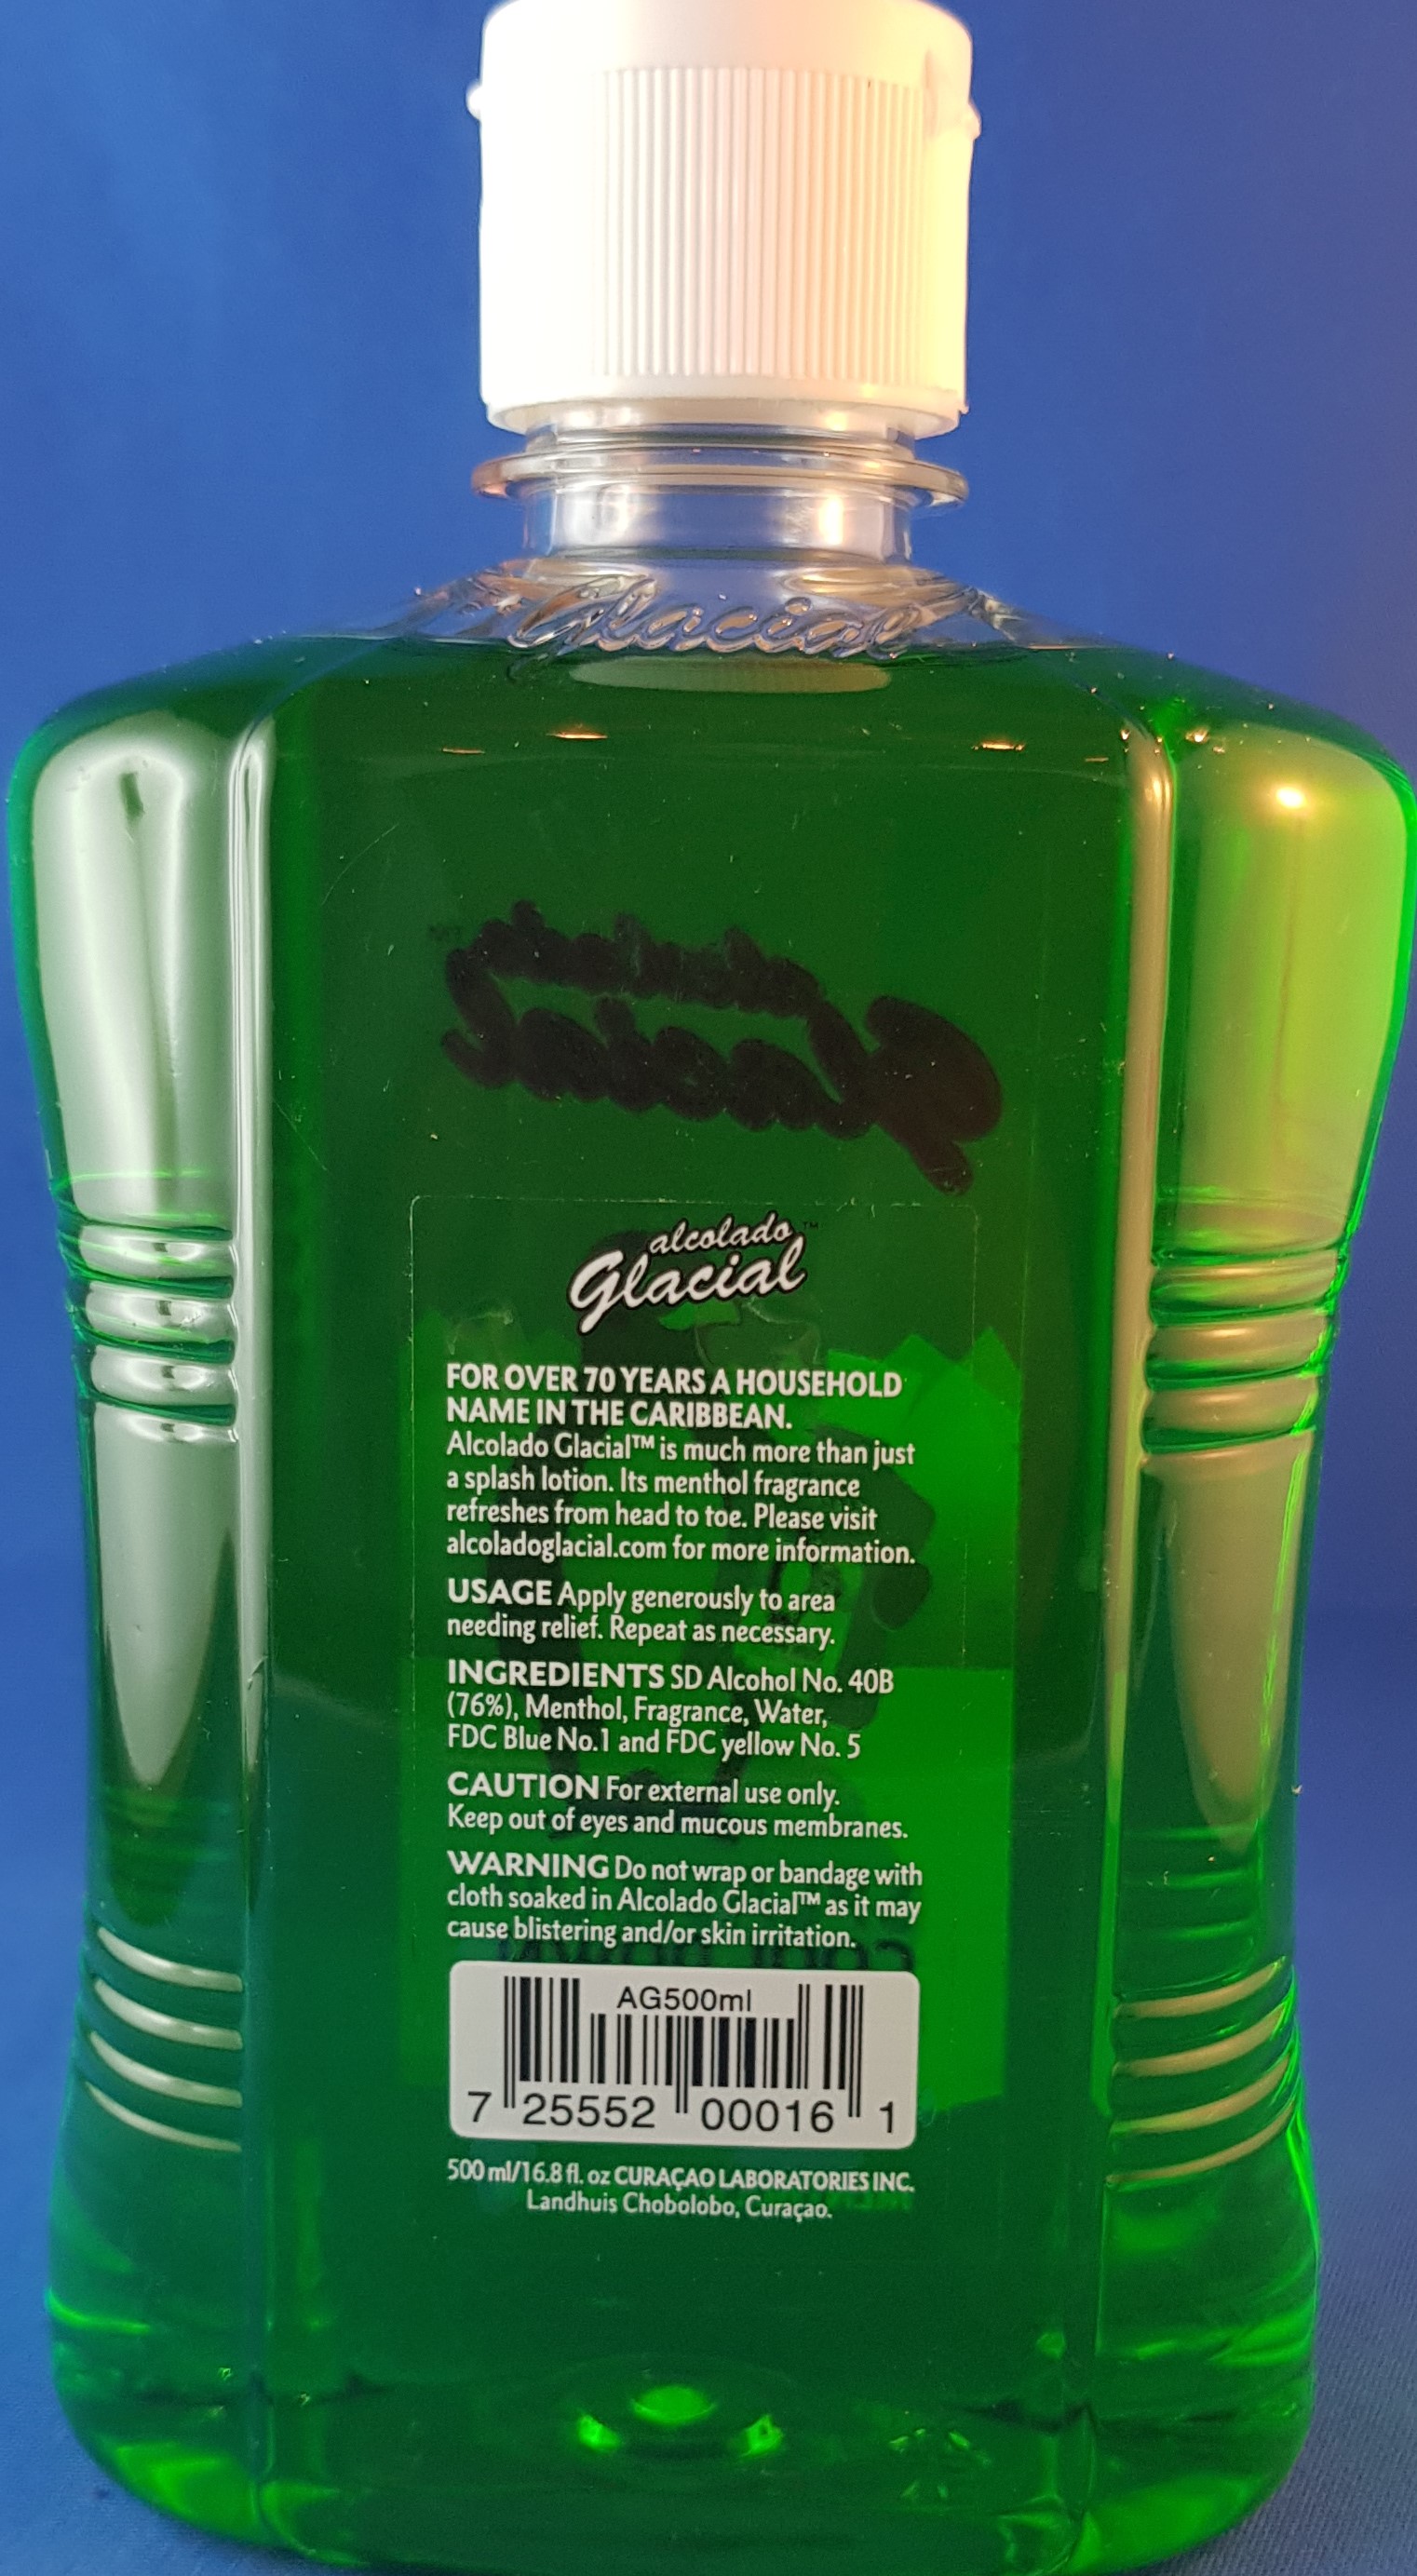 Glacial
alcolado™
Glacial
FOR OVER 70 YEARS A HOUSEHOLD
NAME IN THE CARIBBEAN.
Alcolado Glacial™ is much more than just
a splash lotion. Its menthol fragrance
refreshes from head to toe. Please visit
alcoladoglacial.com for more information.
USAGE Apply generously to area
needing relief. Repeat as necessary.
INGREDIENTS SD Alcohol No. 40B
(76%), Menthol, Fragrance, Water,
FDC Blue No.1 and FDC yellow No. 5
CAUTION For external use only.
Keep out of eyes and mucous membranes.
WARNING Do not wrap or bandage with
cloth soaked in Alcolado Glacial™ as it may
cause blistering and/or skin irritation.
AG500ml
7 25552 00016 1
500 ml/16.8 fl. oz CURAÇAO LABORATORIES INC.
Landhuis Chobolobo, Curaçao.